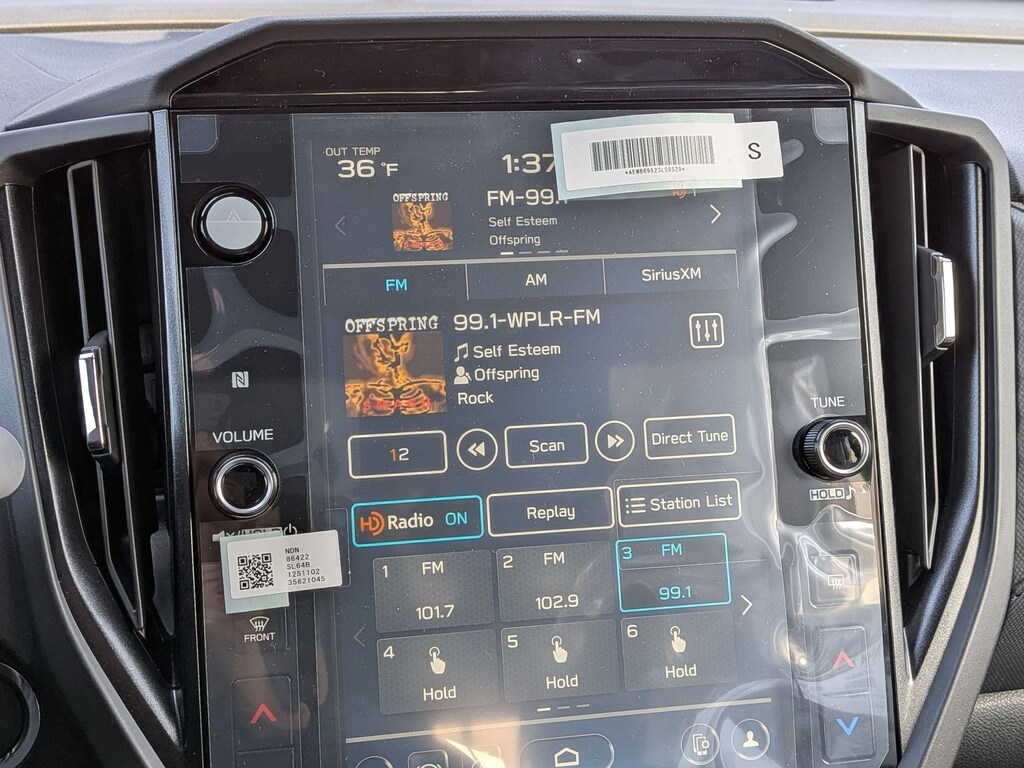 OUT TEMP
36 °F
1:37
S
OFFSPRING
FM-99.
Self Esteem
Offspring
FM
AM
SiriusXM
OFFSPRING
99.1-WPLR-FM
Self Esteem
Offspring
Rock
12
Scan
Direct Tune
HD Radio ON
Replay
Station List
1 FM
101.7
2 FM
102.9
3 FM
99.1
4
Hold
5
Hold
6
Hold
N
VOLUME
TUNE
HOLD
NDN
86422
SL64B
1251102
35621045
FRONT